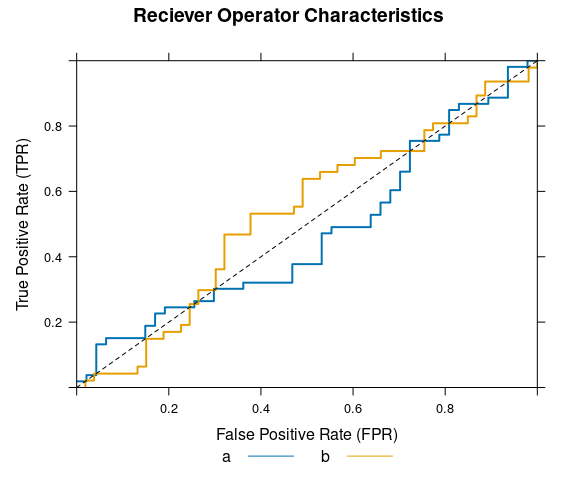 Reciever Operator Characteristics
True Positive Rate (TPR)
0.8
0.6
0.4
0.2
0.2 0.4 0.6 0.8
False Positive Rate (FPR)
a b